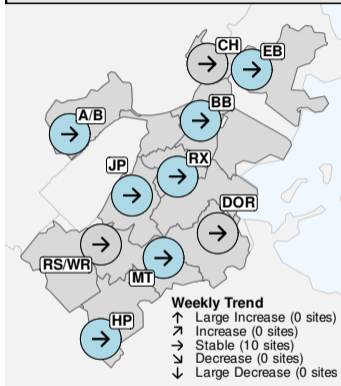 CH
EB
A/B
BB
JP
RX
DOR
RS/WR
MT
HP
Weekly Trend
↑ Large Increase (0 sites)
↗ Increase (0 sites)
→ Stable (10 sites)
↘ Decrease (0 sites)
↓ Large Decrease (0 sites